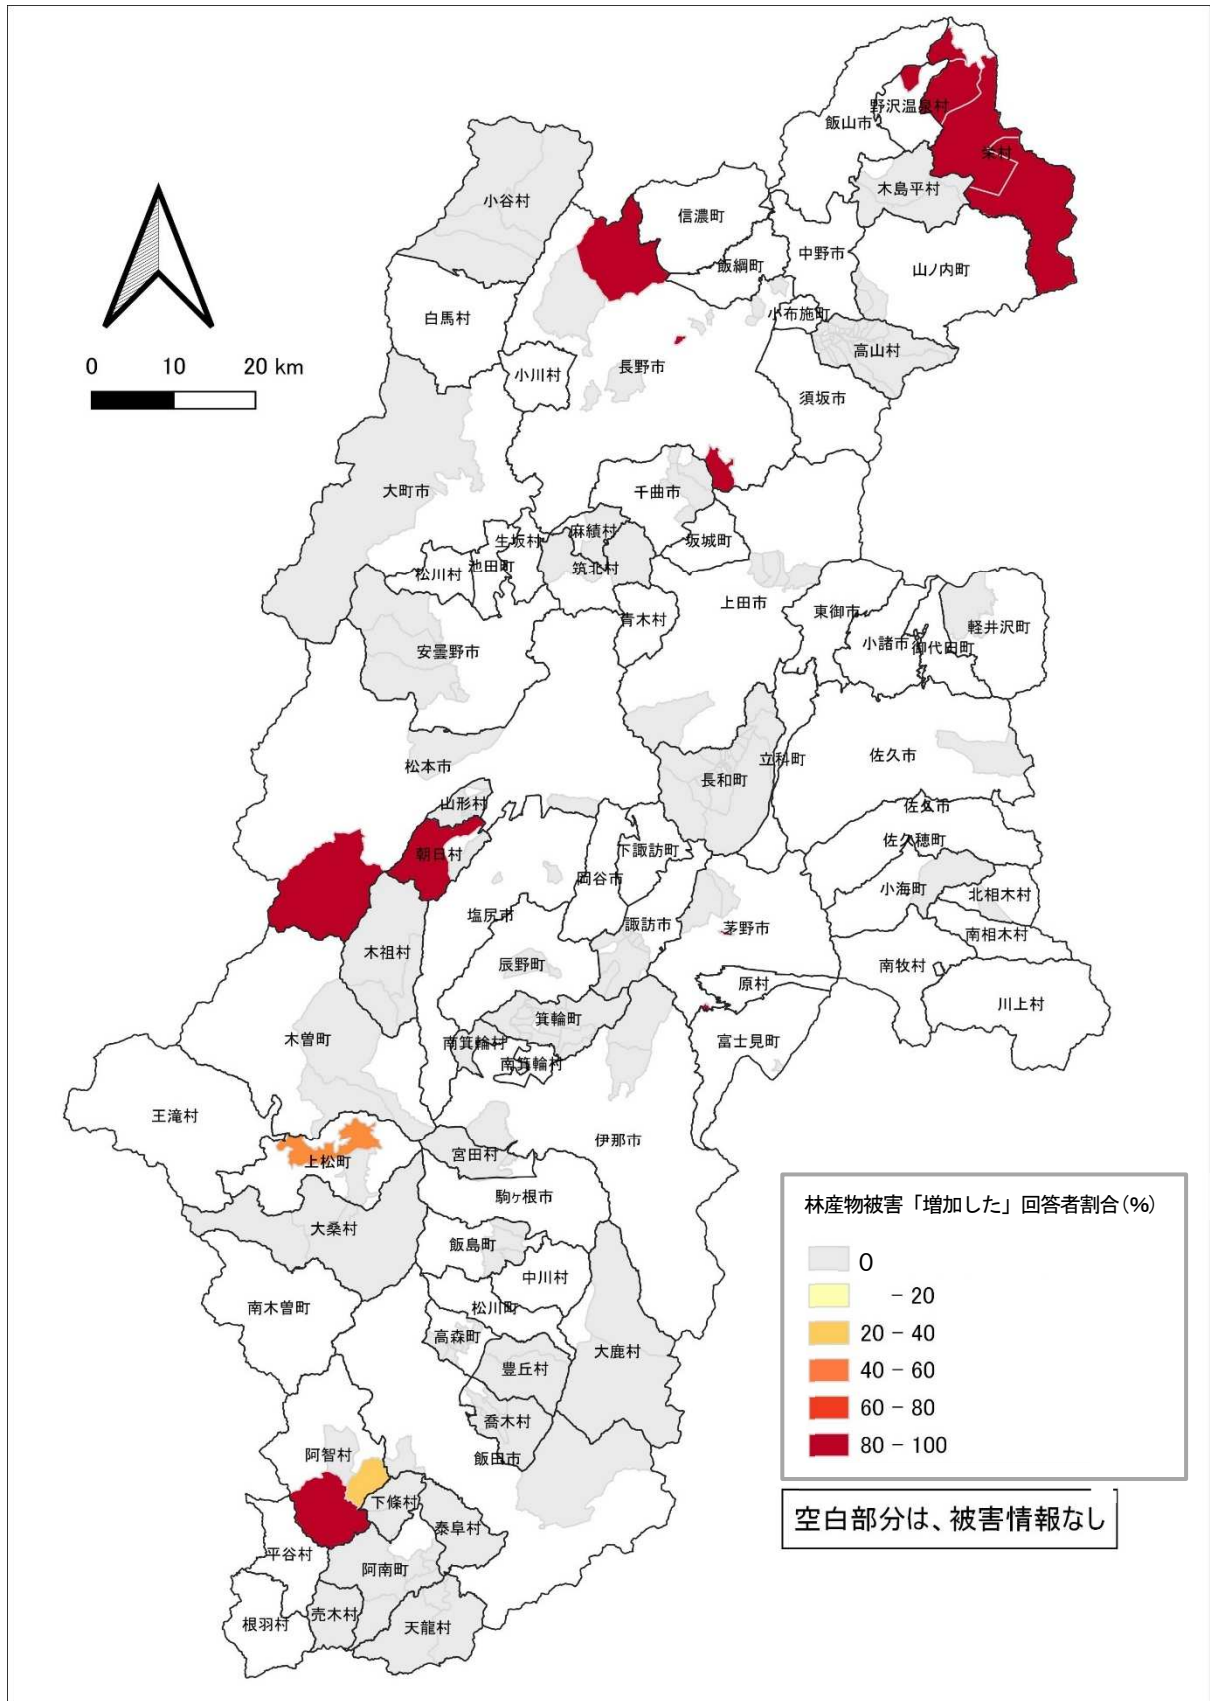 野沢温泉村
飯山市
栄村
木島平村
小谷村
信濃町
中野市
飯綱町
山ノ内町
白馬村
小布施町
高山村
0 10 20 km
小川村
長野市
須坂市
大町市
千曲市
麻績村
生坂村
坂城町
池田町
松川村
筑北村
上田市
青木村
東御市
軽井沢町
小諸市
御代田町
安曇野市
松本市
立科町
佐久市
長和町
山形村
佐久市
佐久穂町
朝日村
下諏訪町
岡谷市
小海町
北相木村
塩尻市
諏訪市
茅野市
南相木村
木祖村
辰野町
南牧村
原村
川上村
箕輪町
木曽町
南箕輪村
富士見町
南箕輪村
王滝村
伊那市
宮田村
上松町
駒ヶ根市
大桑村
飯島町
中川村
南木曽町
松川町
高森町
大鹿村
豊丘村
喬木村
阿智村
飯田市
下條村
泰阜村
平谷村
阿南町
売木村
根羽村
天龍村
林産物被害「増加した」回答者割合(%)
0
- 20
20 - 40
40 - 60
60 - 80
80 - 100
空白部分は、被害情報なし